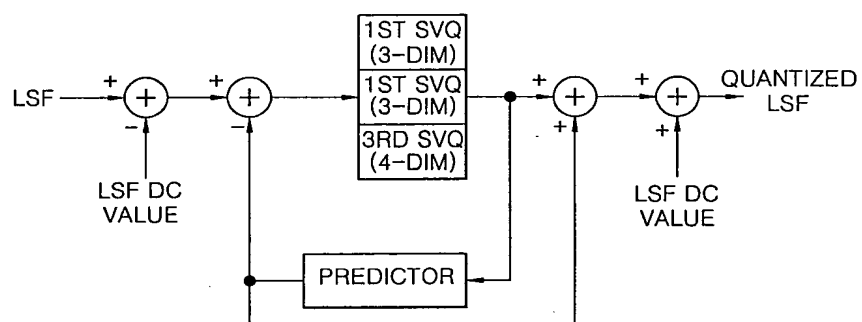 1ST SVQ
(3-DIM)
1ST SVQ
(3-DIM)
3RD SVQ
(4-DIM)
LSF
+
+
+
+
−
−
+
+
+
+
+
+
QUANTIZED
LSF
LSF DC
VALUE
LSF DC
VALUE
PREDICTOR